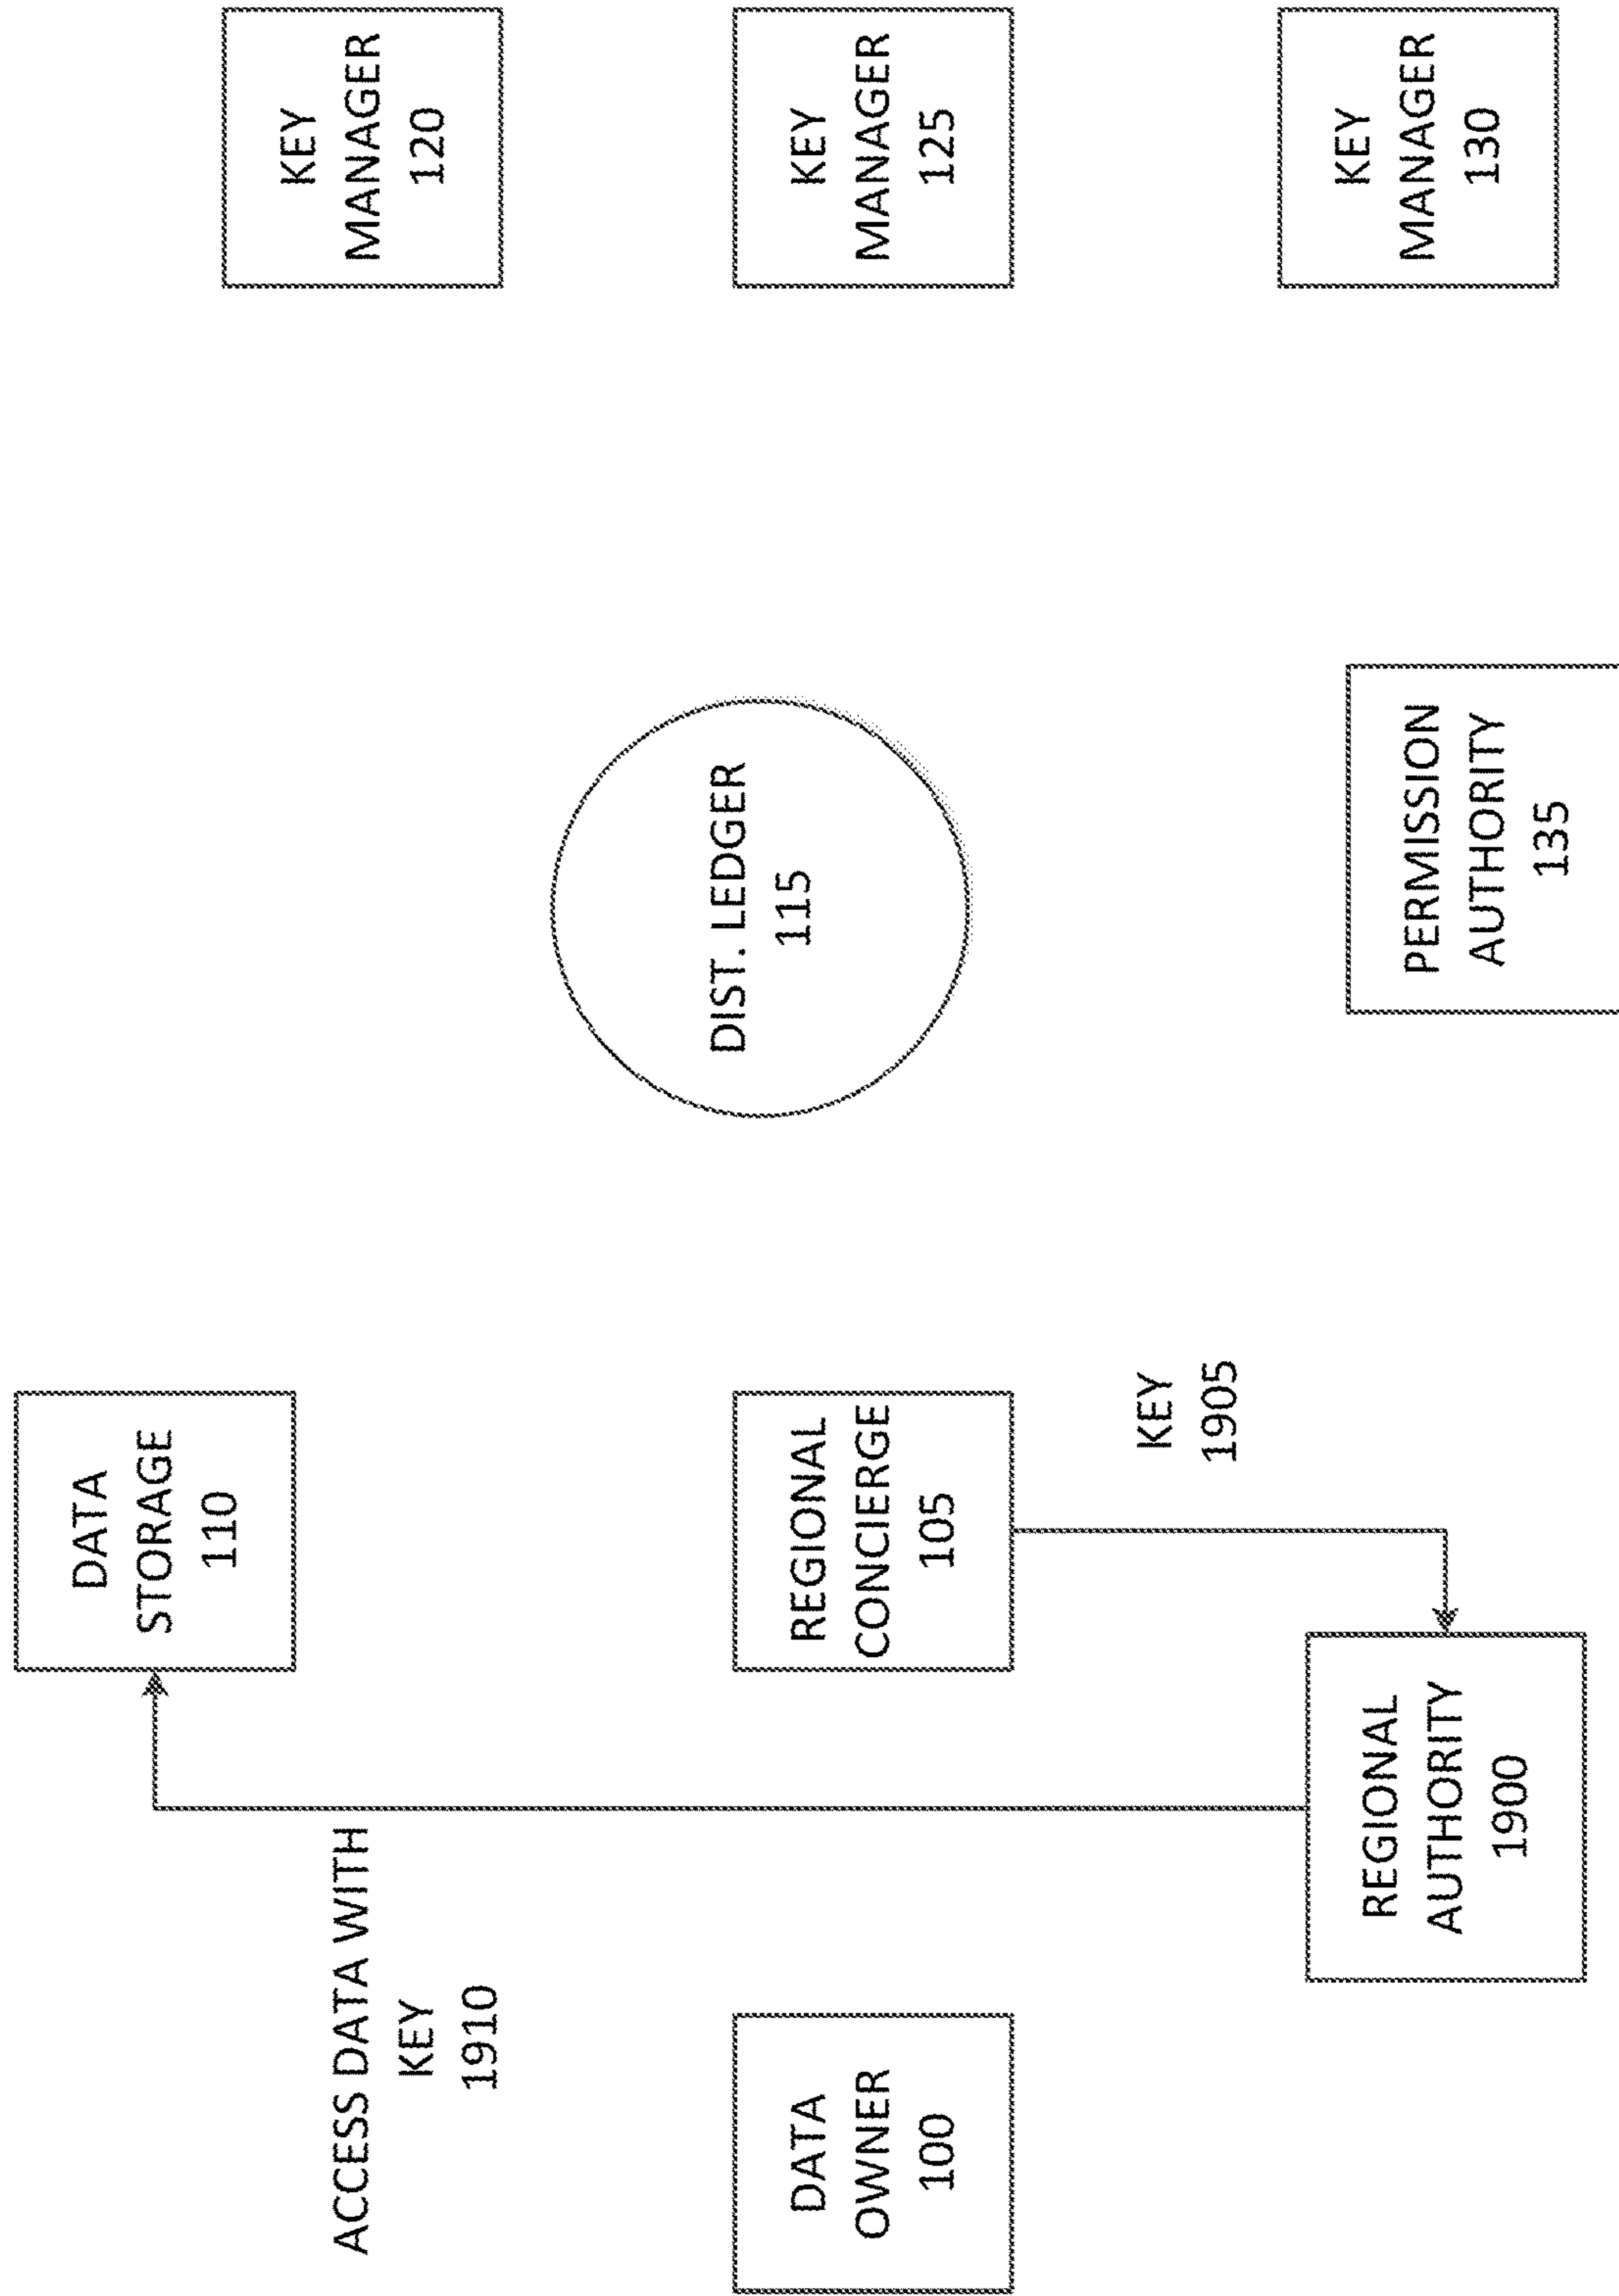 DATA
STORAGE
110
KEY
MANAGER
120
ACCESS DATA WITH
KEY
1910
DIST. LEDGER
115
DATA
OWNER
100
REGIONAL
CONCIERGE
105
KEY
MANAGER
125
KEY
1905
REGIONAL
AUTHORITY
1900
PERMISSION
AUTHORITY
135
KEY
MANAGER
130